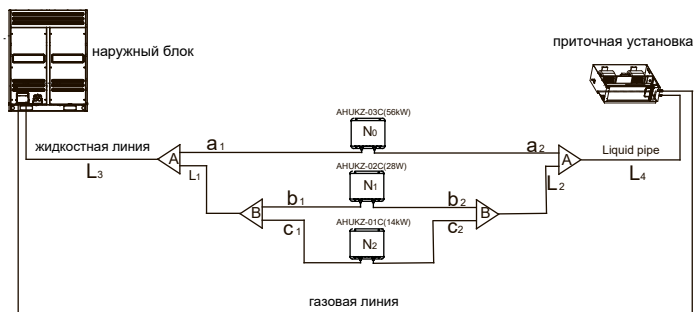 наружный блок
приточная установка
AHUKZ-03C(56kW)
N0
жидкостная линия
a1
a2
Liquid pipe
A
A
L3
L1
L2
L4
AHUKZ-02C(28W)
N1
b1
b2
B
B
c1
c2
AHUKZ-01C(14kW)
N2
газовая линия